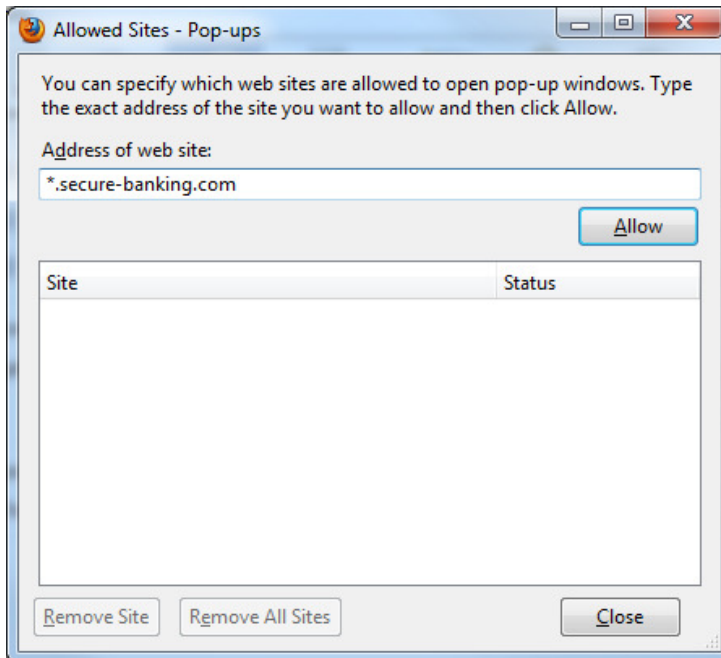 Allowed Sites - Pop-ups
You can specify which web sites are allowed to open pop-up windows. Type
the exact address of the site you want to allow and then click Allow.
Address of web site:
*.secure-banking.com
Allow
Site Status
Remove Site Remove All Sites Close